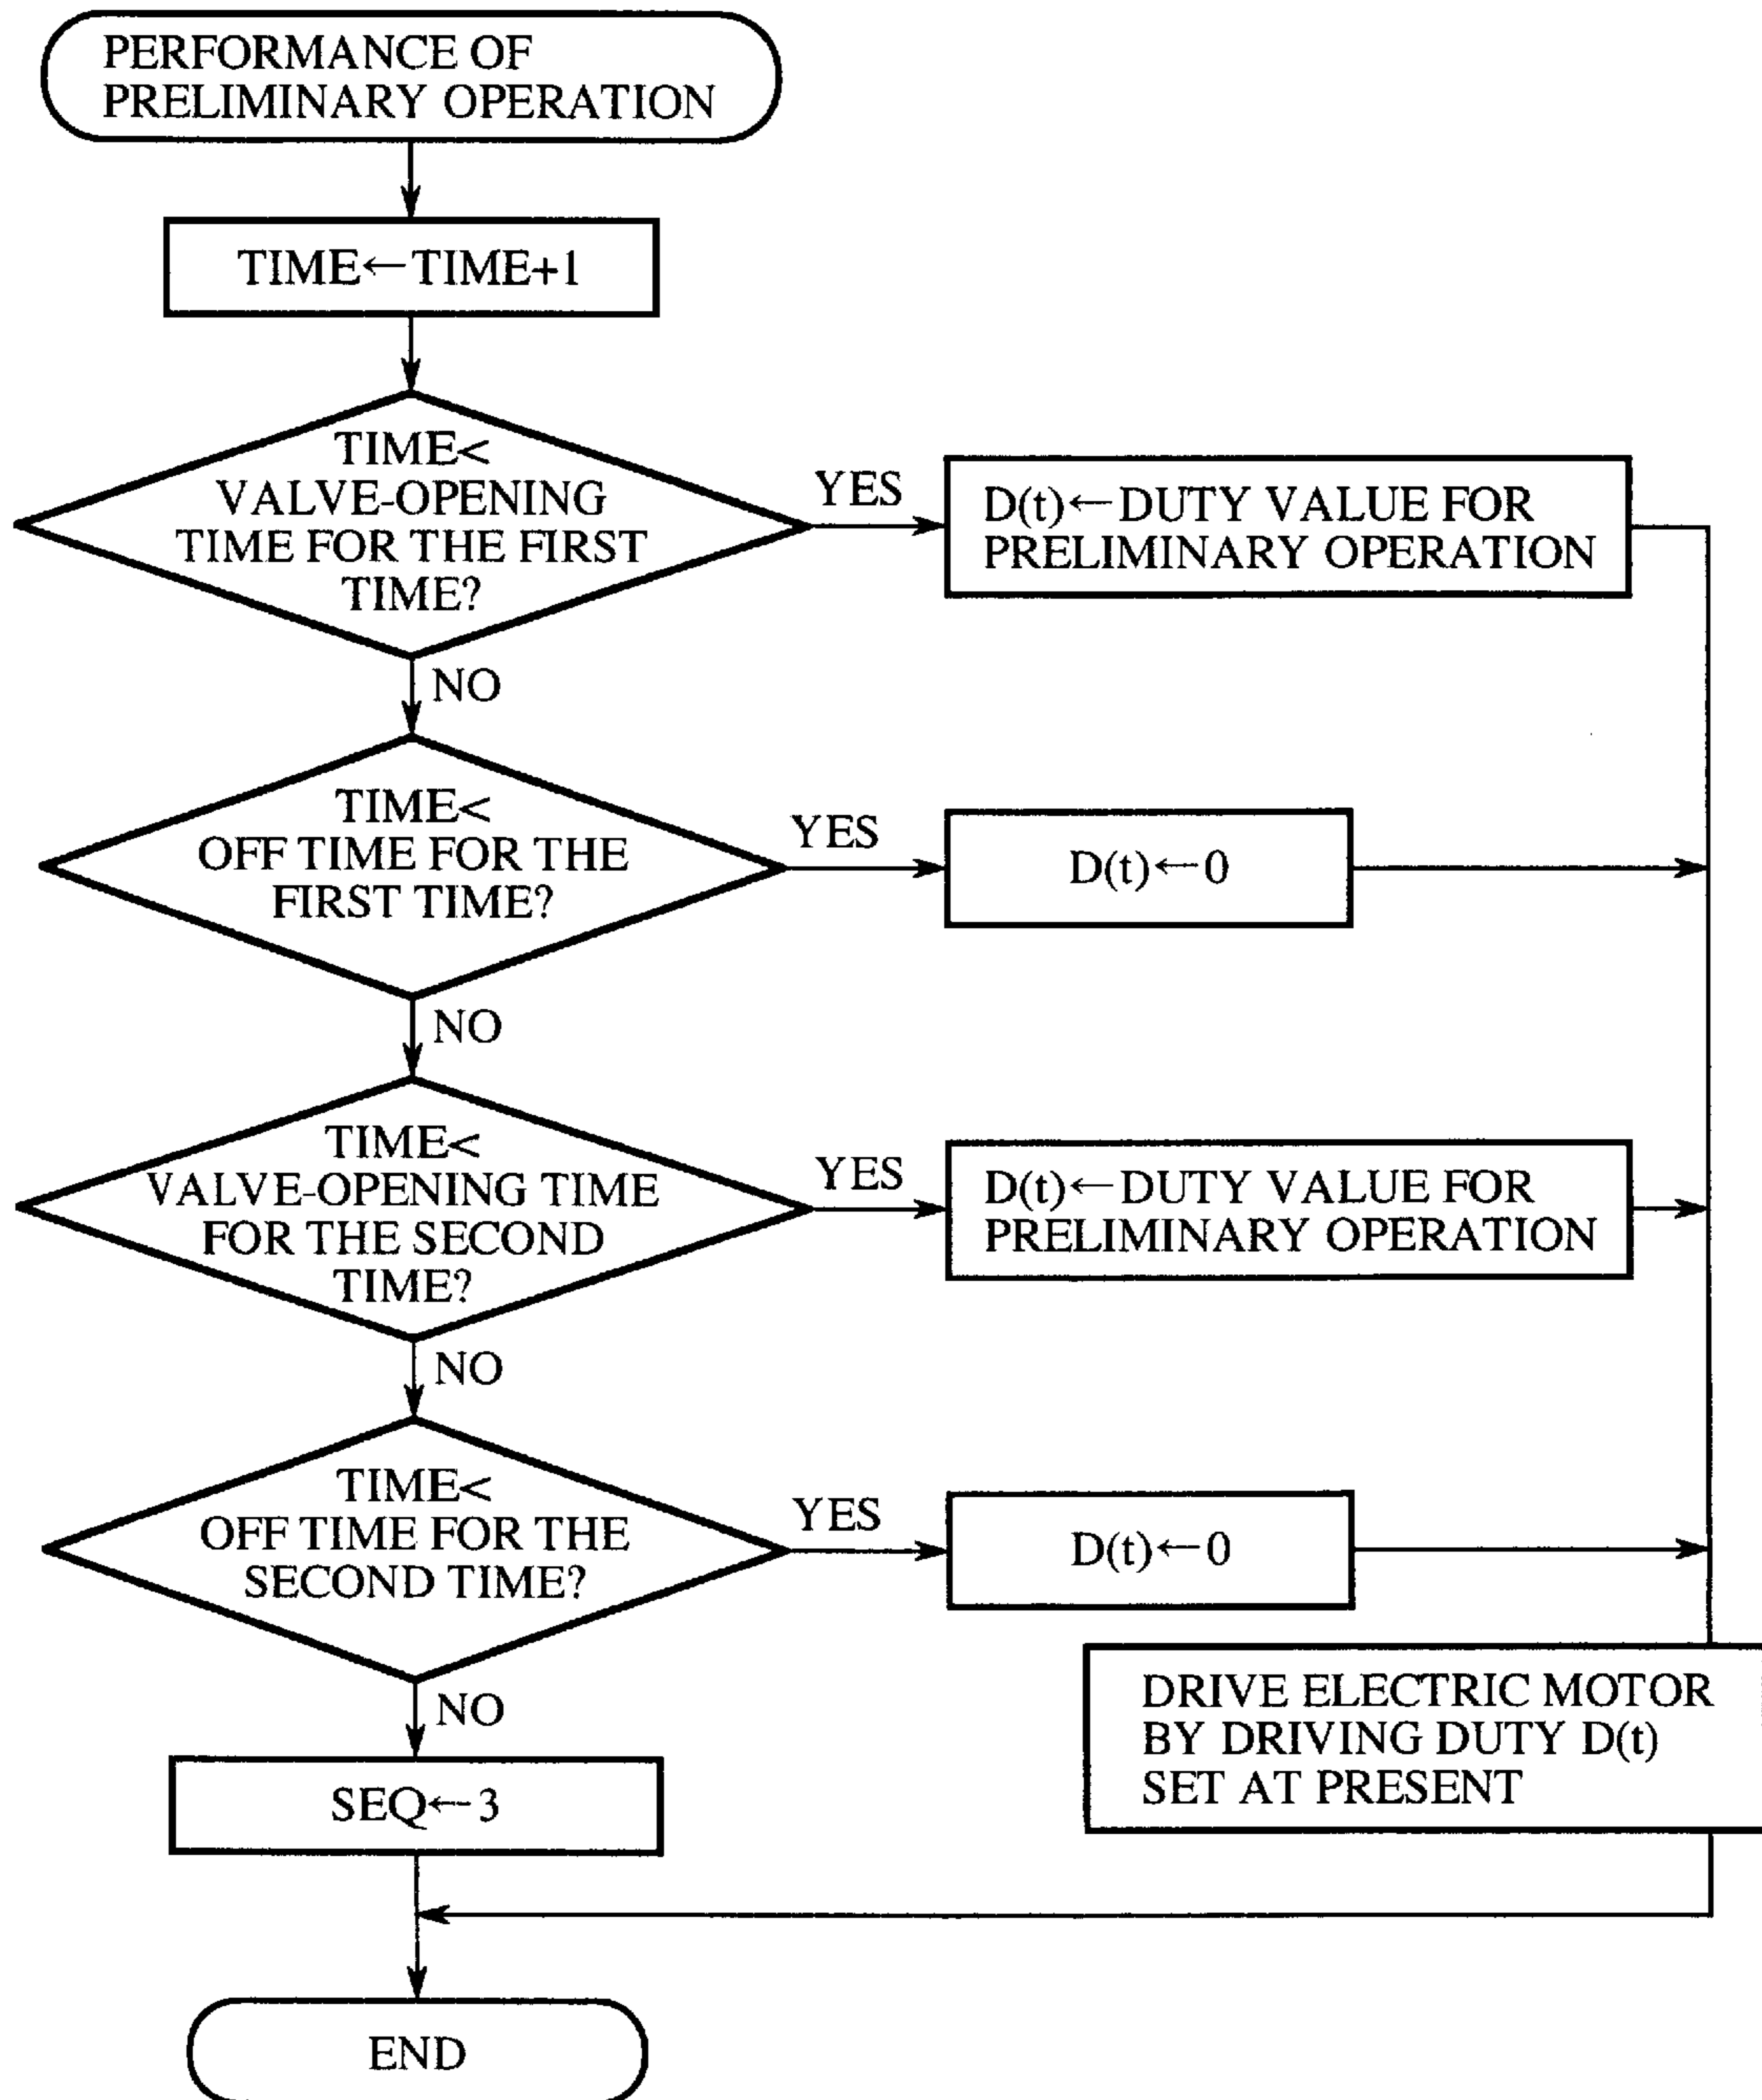 PERFORMANCE OF
PRELIMINARY OPERATION
TIME←TIME+1
TIME<
VALVE-OPENING
TIME FOR THE FIRST
TIME?
YES
D(t)←DUTY VALUE FOR
PRELIMINARY OPERATION
NO
TIME<
OFF TIME FOR THE
FIRST TIME?
YES
D(t)←0
NO
TIME<
VALVE-OPENING TIME
FOR THE SECOND
TIME?
YES
D(t)←DUTY VALUE FOR
PRELIMINARY OPERATION
NO
TIME<
OFF TIME FOR THE
SECOND TIME?
YES
D(t)←0
NO
DRIVE ELECTRIC MOTOR
BY DRIVING DUTY D(t)
SET AT PRESENT
SEQ←3
END